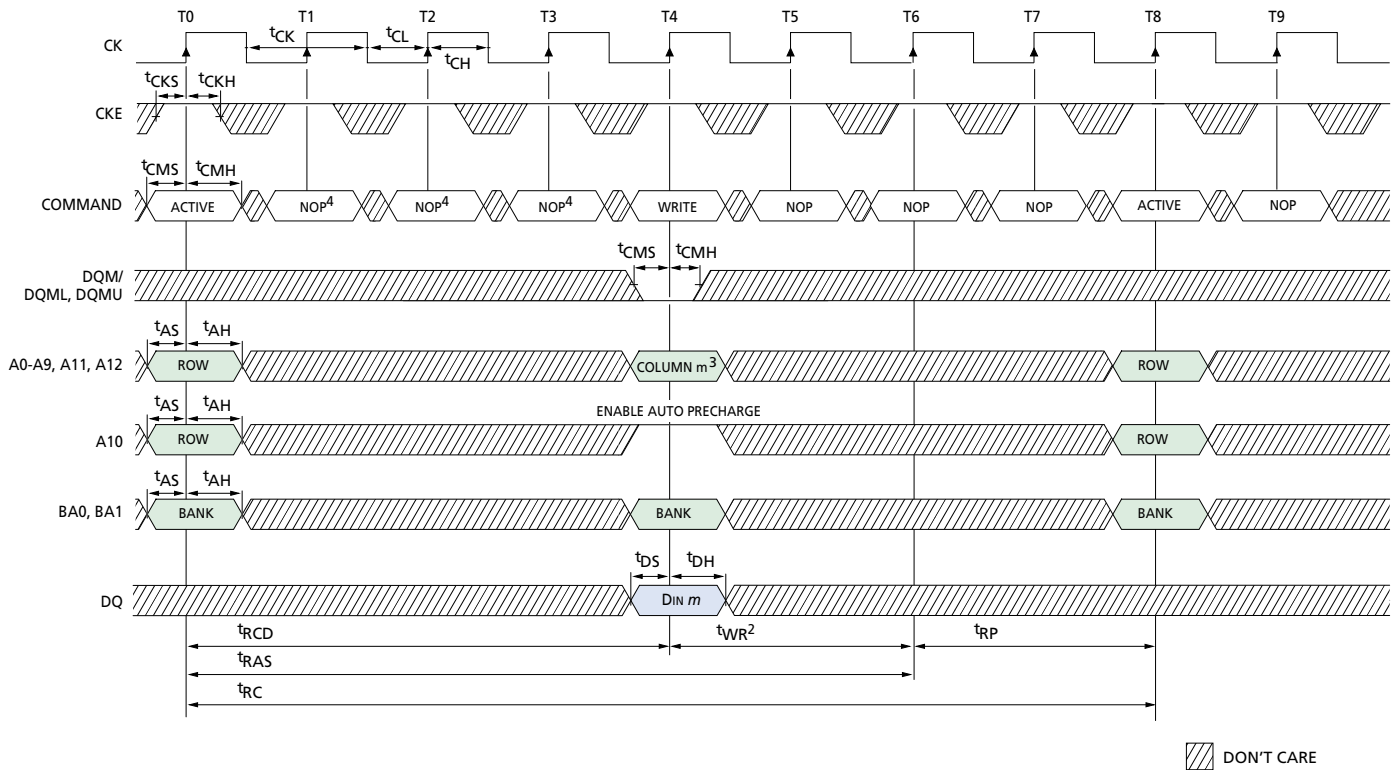 T0 T1 T2 T3 T4 T5 T6 T7 T8 T9
CK
tCK tCL
tCH
tCKS tCKH
CKE
tCMS tCMH
COMMAND ACTIVE NOP4 NOP4 NOP4 WRITE NOP NOP NOP ACTIVE NOP
tCMS tCMH
DQM/
DQML, DQMU
tAS tAH
A0-A9, A11, A12 ROW COLUMN m3 ROW
ENABLE AUTO PRECHARGE
tAS tAH
A10 ROW ROW
tAS tAH
BA0, BA1 BANK BANK BANK
tDS tDH
DQ DIN m
tRCD tWR2 tRP
tRAS
tRC
DON'T CARE